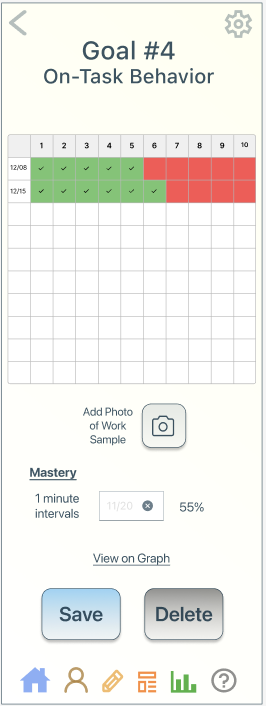 Goal #4
On-Task Behavior
1 2 3 4 5 6 7 8 9 10
12/08 ✓ ✓ ✓ ✓ ✓
12/15 ✓ ✓ ✓ ✓ ✓ ✓
Add Photo
of Work
Sample
Mastery
1 minute
intervals
11/20
55%
View on Graph
Save
Delete
?